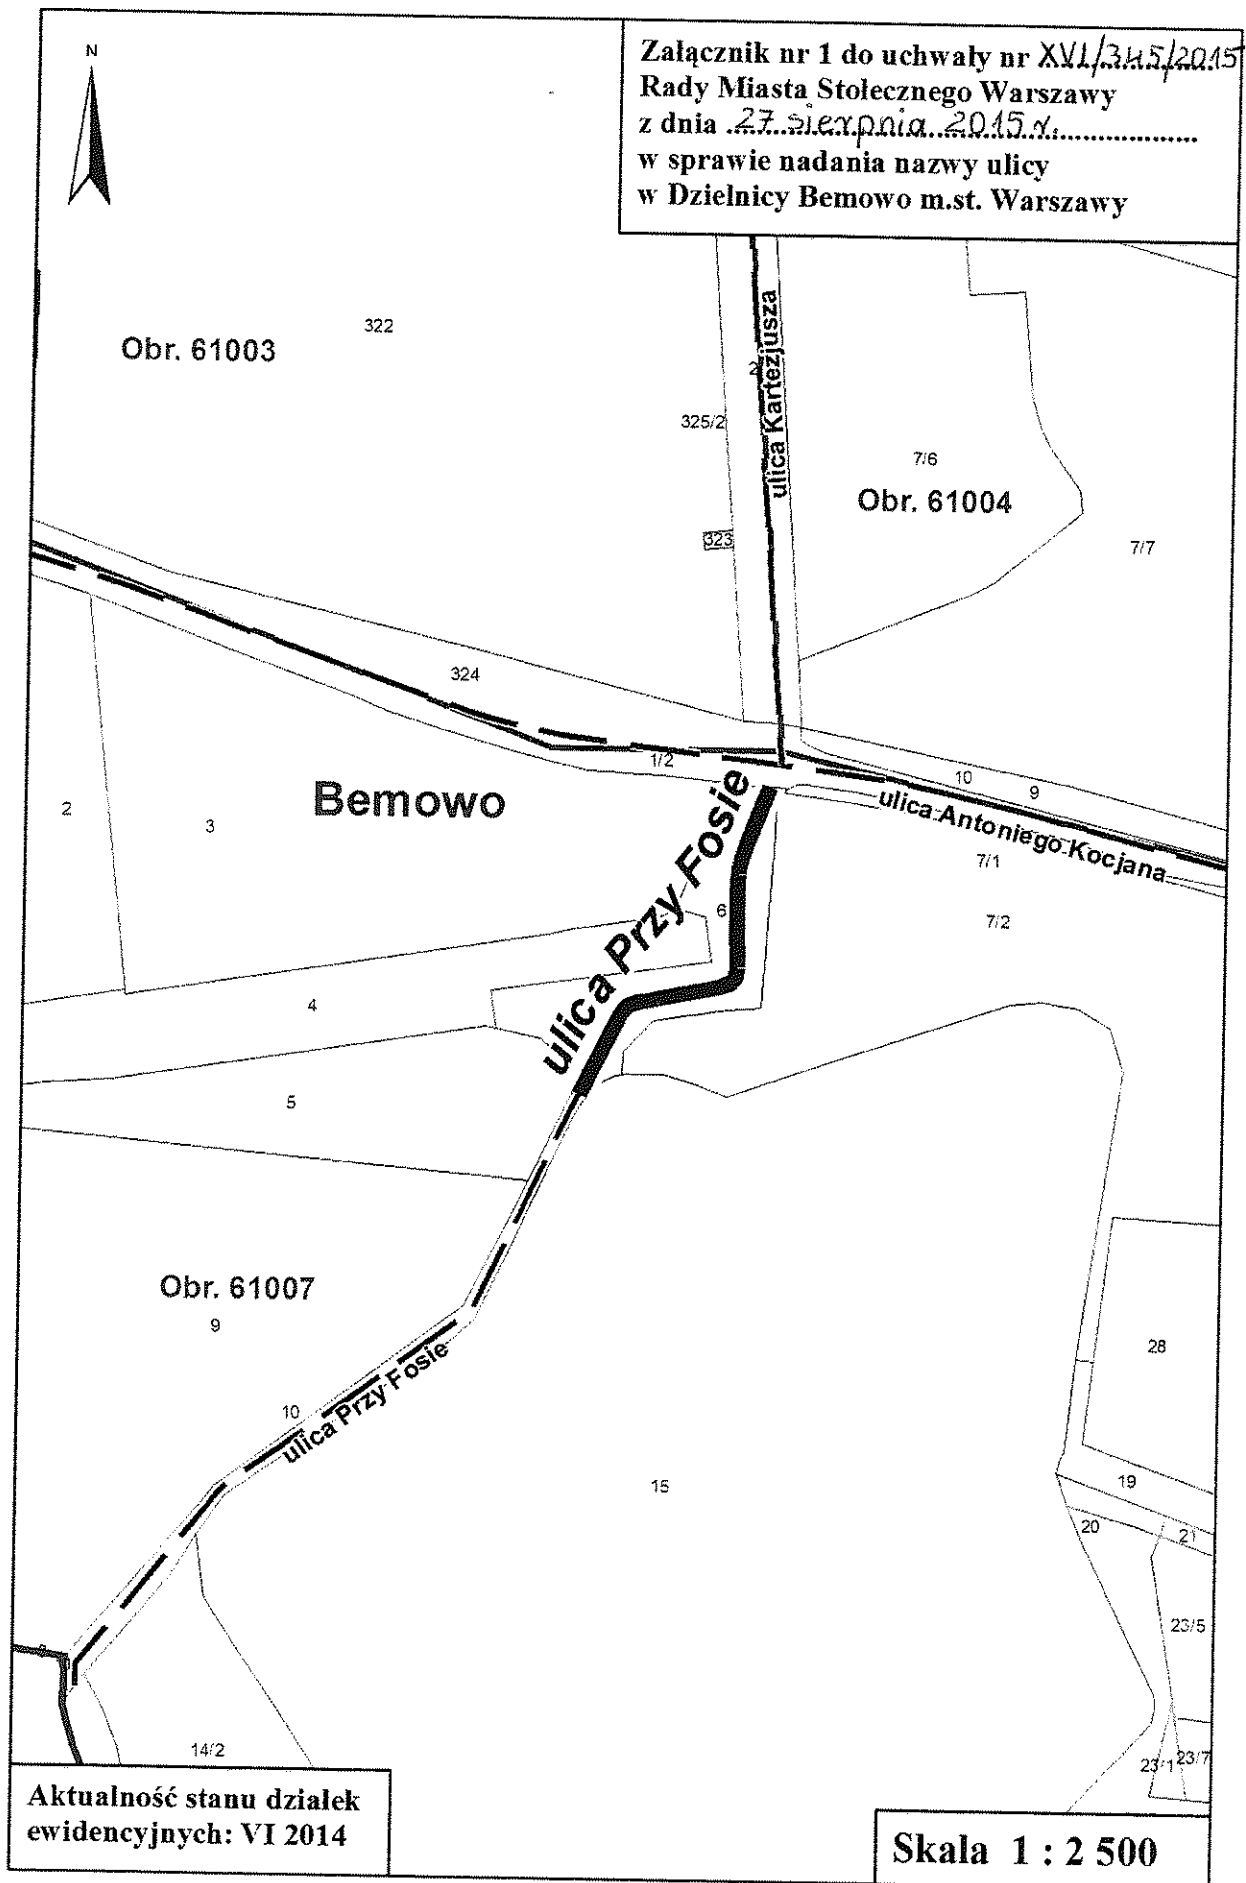 N
Załącznik nr 1 do uchwały nr XVI/345/2015
Rady Miasta Stołecznego Warszawy
z dnia 27 sierpnia 2015 r.
w sprawie nadania nazwy ulicy
w Dzielnicy Bemowo m.st. Warszawy
322
Obr. 61003
ulica Kartezjusza
2
325/2
7/6
Obr. 61004
323
7/7
324
1/2
10
9
Bemowo
2
3
ulica Antoniego Kocjana
7/1
ulica Przy Fosie
6
7/2
4
5
Obr. 61007
9
28
10
ulica Przy Fosie
15
19
20
21
23/5
14/2
23/1
23/7
Aktualność stanu działek
ewidencyjnych: VI 2014
Skala 1 : 2 500